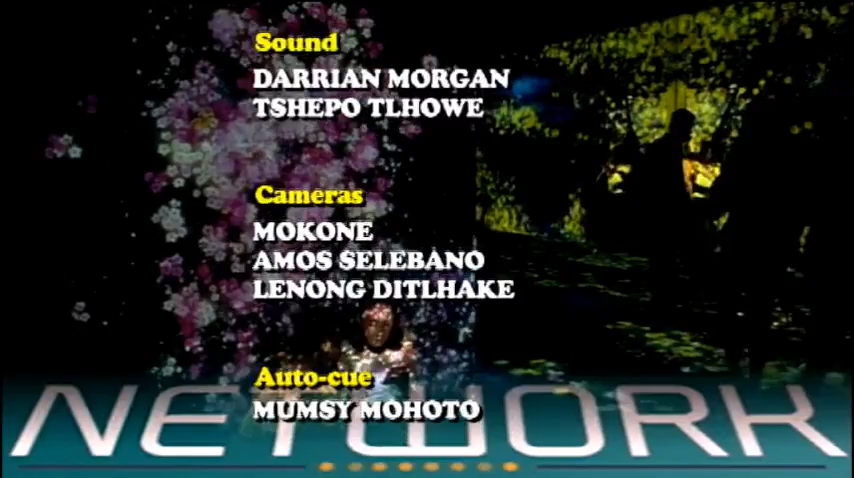 Sound
DARRIAN MORGAN
TSHEPO TLHOWE
Cameras
MOKONE
AMOS SELEBANO
LENONG DITLHAKE
Auto-cue
MUMSY MOHOTO
NETWORK